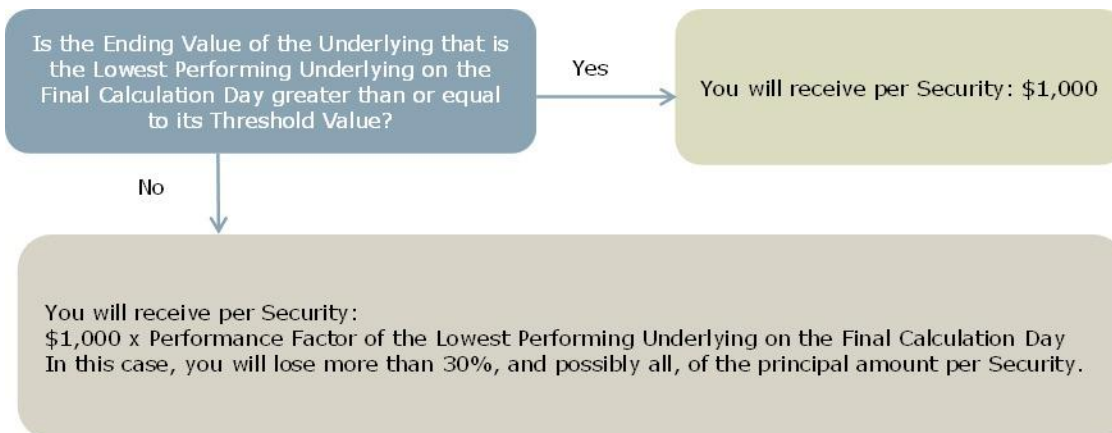 Is the Ending Value of the Underlying that is
the Lowest Performing Underlying on the
Final Calculation Day greater than or equal
to its Threshold Value?
Yes
You will receive per Security: $1,000
No
You will receive per Security:
$1,000 x Performance Factor of the Lowest Performing Underlying on the Final Calculation Day
In this case, you will lose more than 30%, and possibly all, of the principal amount per Security.